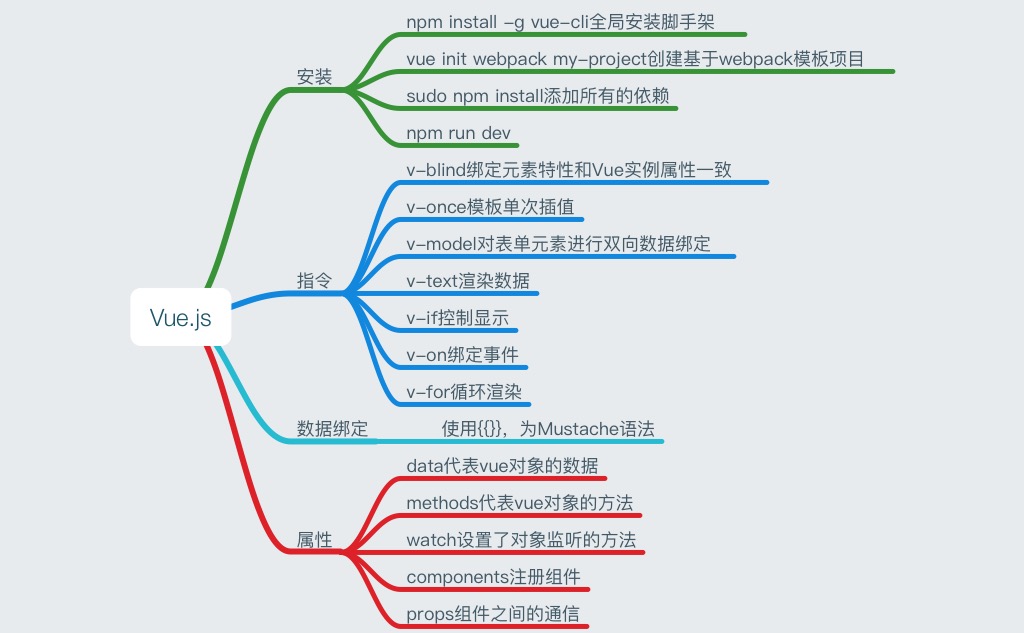 Vue.js
安装
npm install -g vue-cli全局安装脚手架
vue init webpack my-project创建基于webpack模板项目
sudo npm install添加所有的依赖
npm run dev
指令
v-blind绑定元素特性和Vue实例属性一致
v-once模板单次插值
v-model对表单元素进行双向数据绑定
v-text渲染数据
v-if控制显示
v-on绑定事件
v-for循环渲染
数据绑定
使用{{}}，为Mustache语法
属性
data代表vue对象的数据
methods代表vue对象的方法
watch设置了对象监听的方法
components注册组件
props组件之间的通信